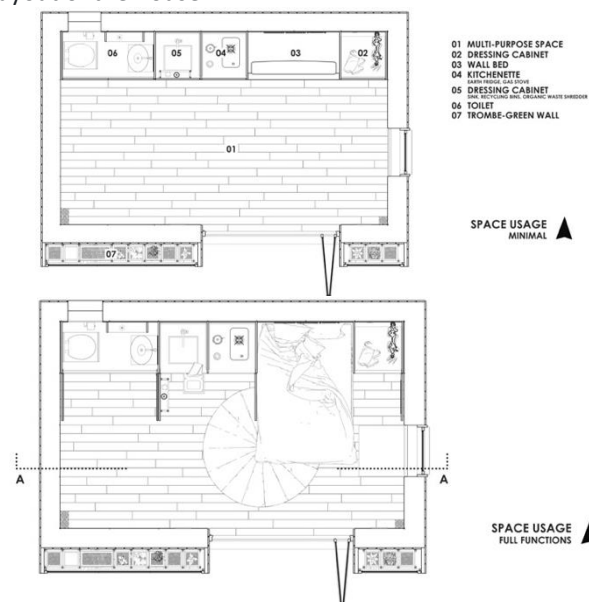 06
05
04
03
02
01
07
01 MULTI-PURPOSE SPACE
02 DRESSING CABINET
03 WALL BED
04 KITCHENETTE
EARTH FRIDGE, GAS STOVE
05 DRESSING CABINET
SINK, RECYCLING BINS, ORGANIC WASTE SHREDDER
06 TOILET
07 TROMBE-GREEN WALL
SPACE USAGE
MINIMAL
A
A
SPACE USAGE
FULL FUNCTIONS